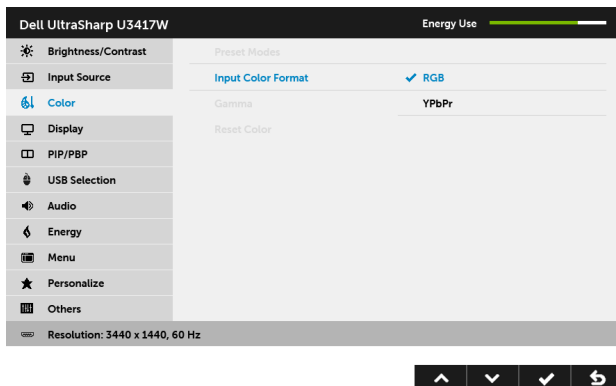 Dell UltraSharp U3417W
Energy Use
Brightness/Contrast
Preset Modes
Input Source
Input Color Format
RGB
Color
Gamma
YPbPr
Display
Reset Color
PIP/PBP
USB Selection
Audio
Energy
Menu
Personalize
Others
Resolution: 3440 x 1440, 60 Hz